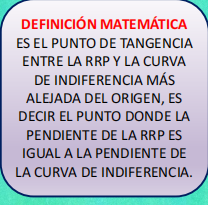 DEFINICIÓN MATEMÁTICA
ES EL PUNTO DE TANGENCIA
ENTRE LA RRP Y LA CURVA
DE INDIFERENCIA MÁS
ALEJADA DEL ORIGEN, ES
DECIR EL PUNTO DONDE LA
PENDIENTE DE LA RRP ES
IGUAL A LA PENDIENTE DE
LA CURVA DE INDIFERENCIA.